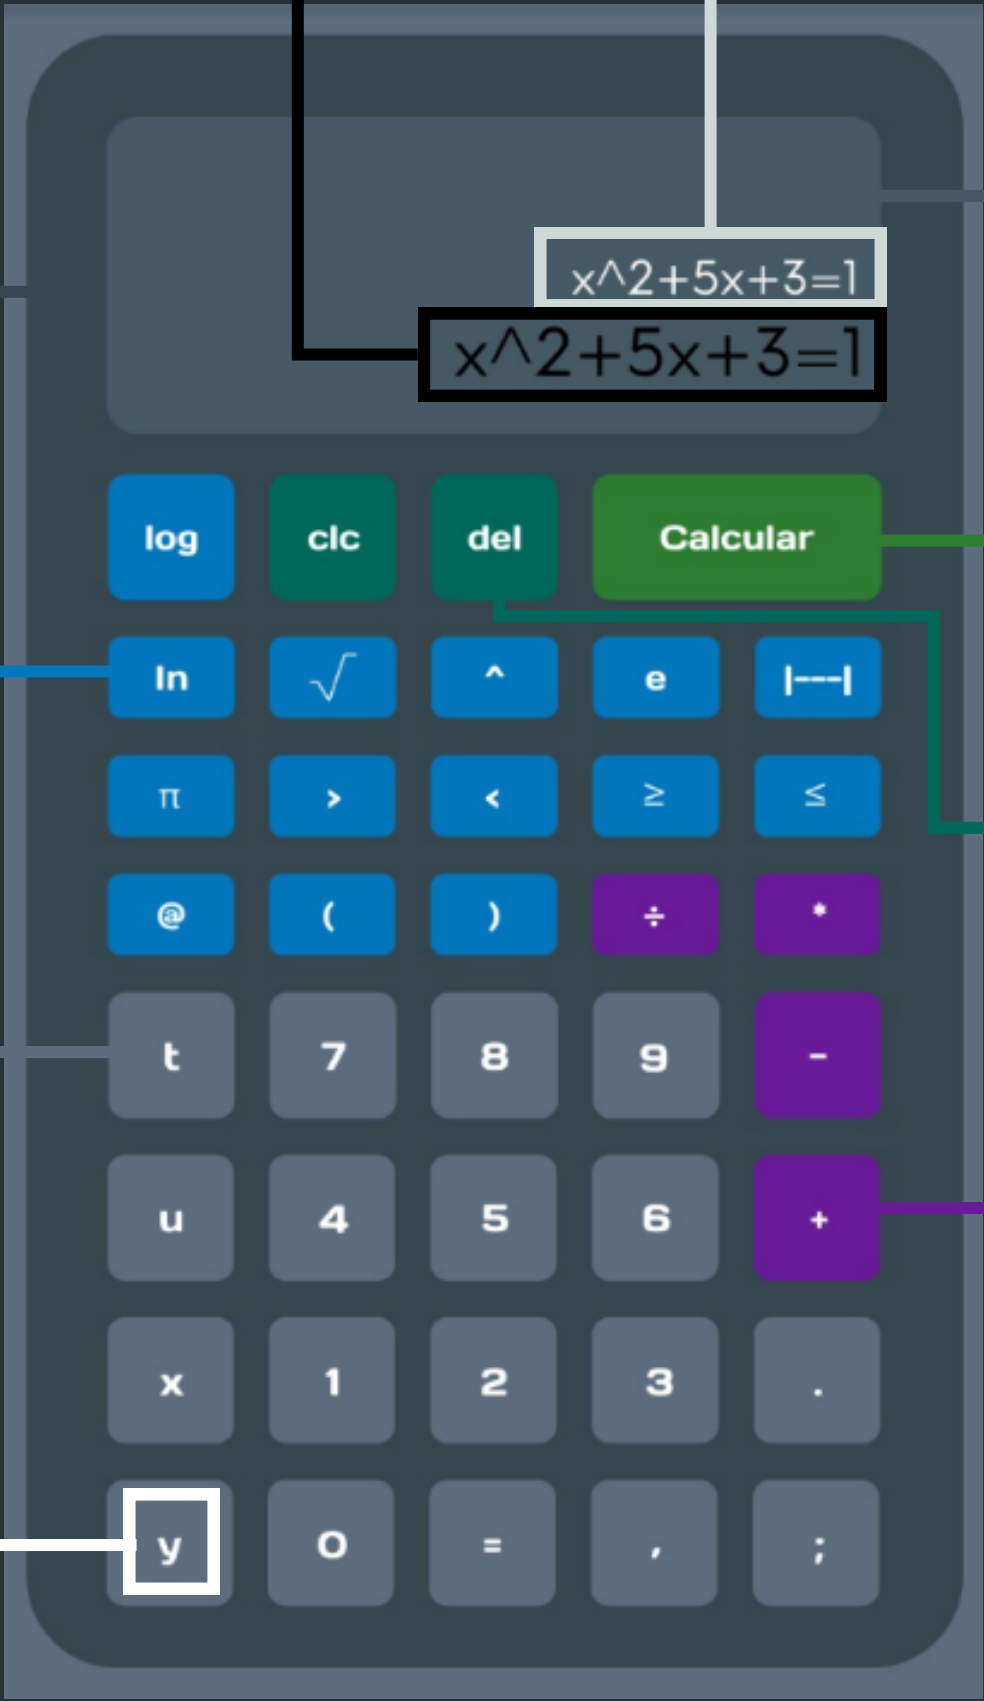 x^2+5x+3=1
x^2+5x+3=1
log clc del Calcular
ln √ ^ e |---|
π > < ≥ ≤
@ ( ) ÷ *
t 7 8 9 -
u 4 5 6 +
x 1 2 3 .
y 0 = , ;